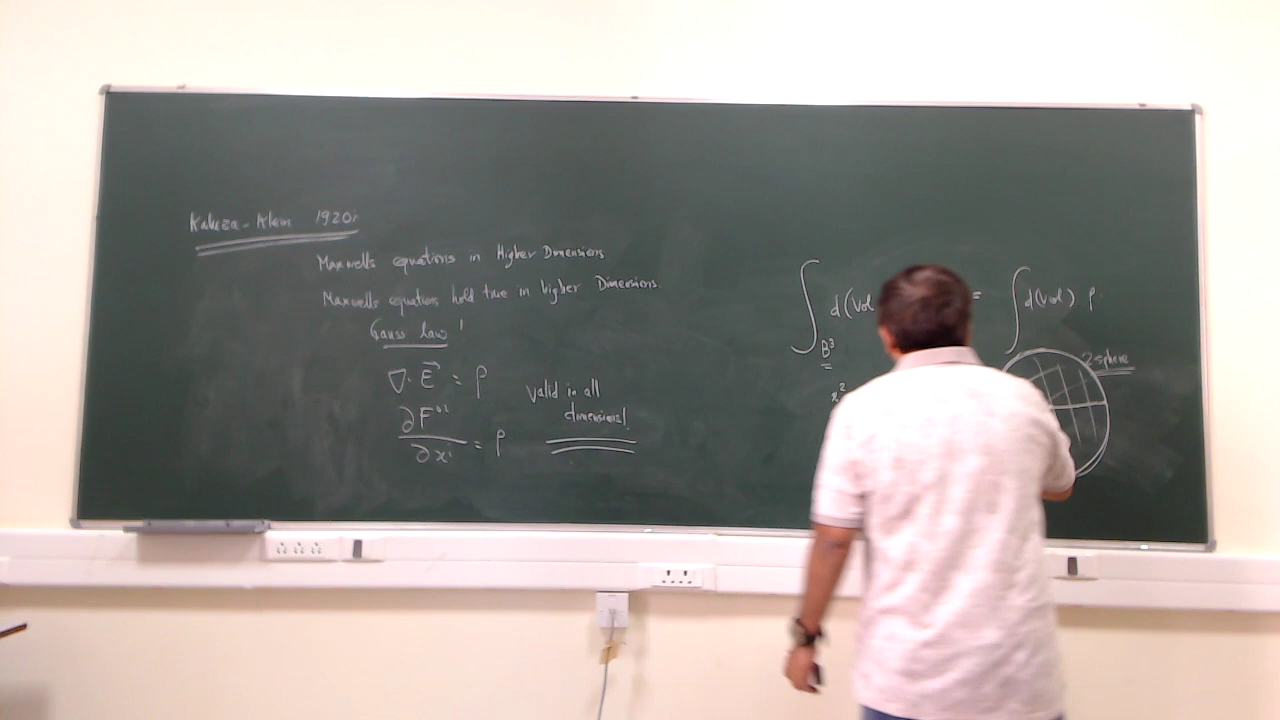 Kaluza-Klein 1920s
Maxwells equations in Higher Dimensions
Maxwells equations hold true in higher Dimensions.
Gauss law !
∇·E⃗ = ρ
∂F⁰ⁱ/∂xⁱ = ρ
Valid in all
dimensions!
∫_B³ d(Vol = ∫ d(Vol) ρ
x²
2 sphere